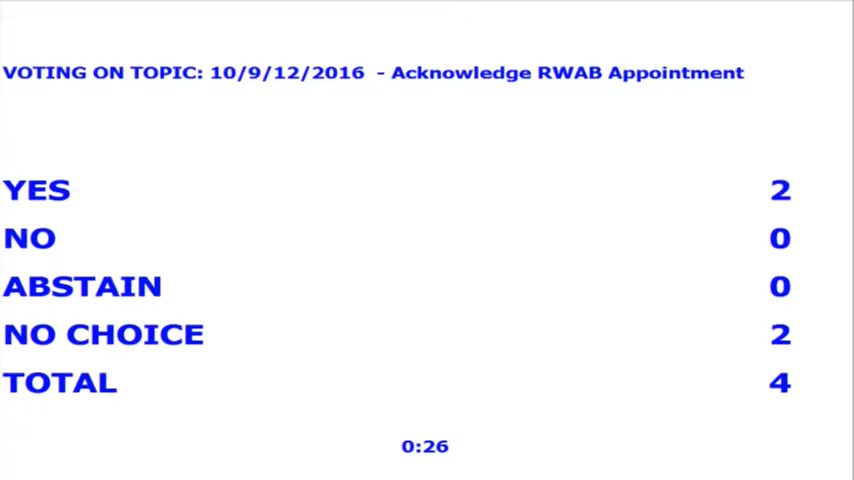 VOTING ON TOPIC: 10/9/12/2016 - Acknowledge RWAB Appointment
YES 2
NO 0
ABSTAIN 0
NO CHOICE 2
TOTAL 4
0:26